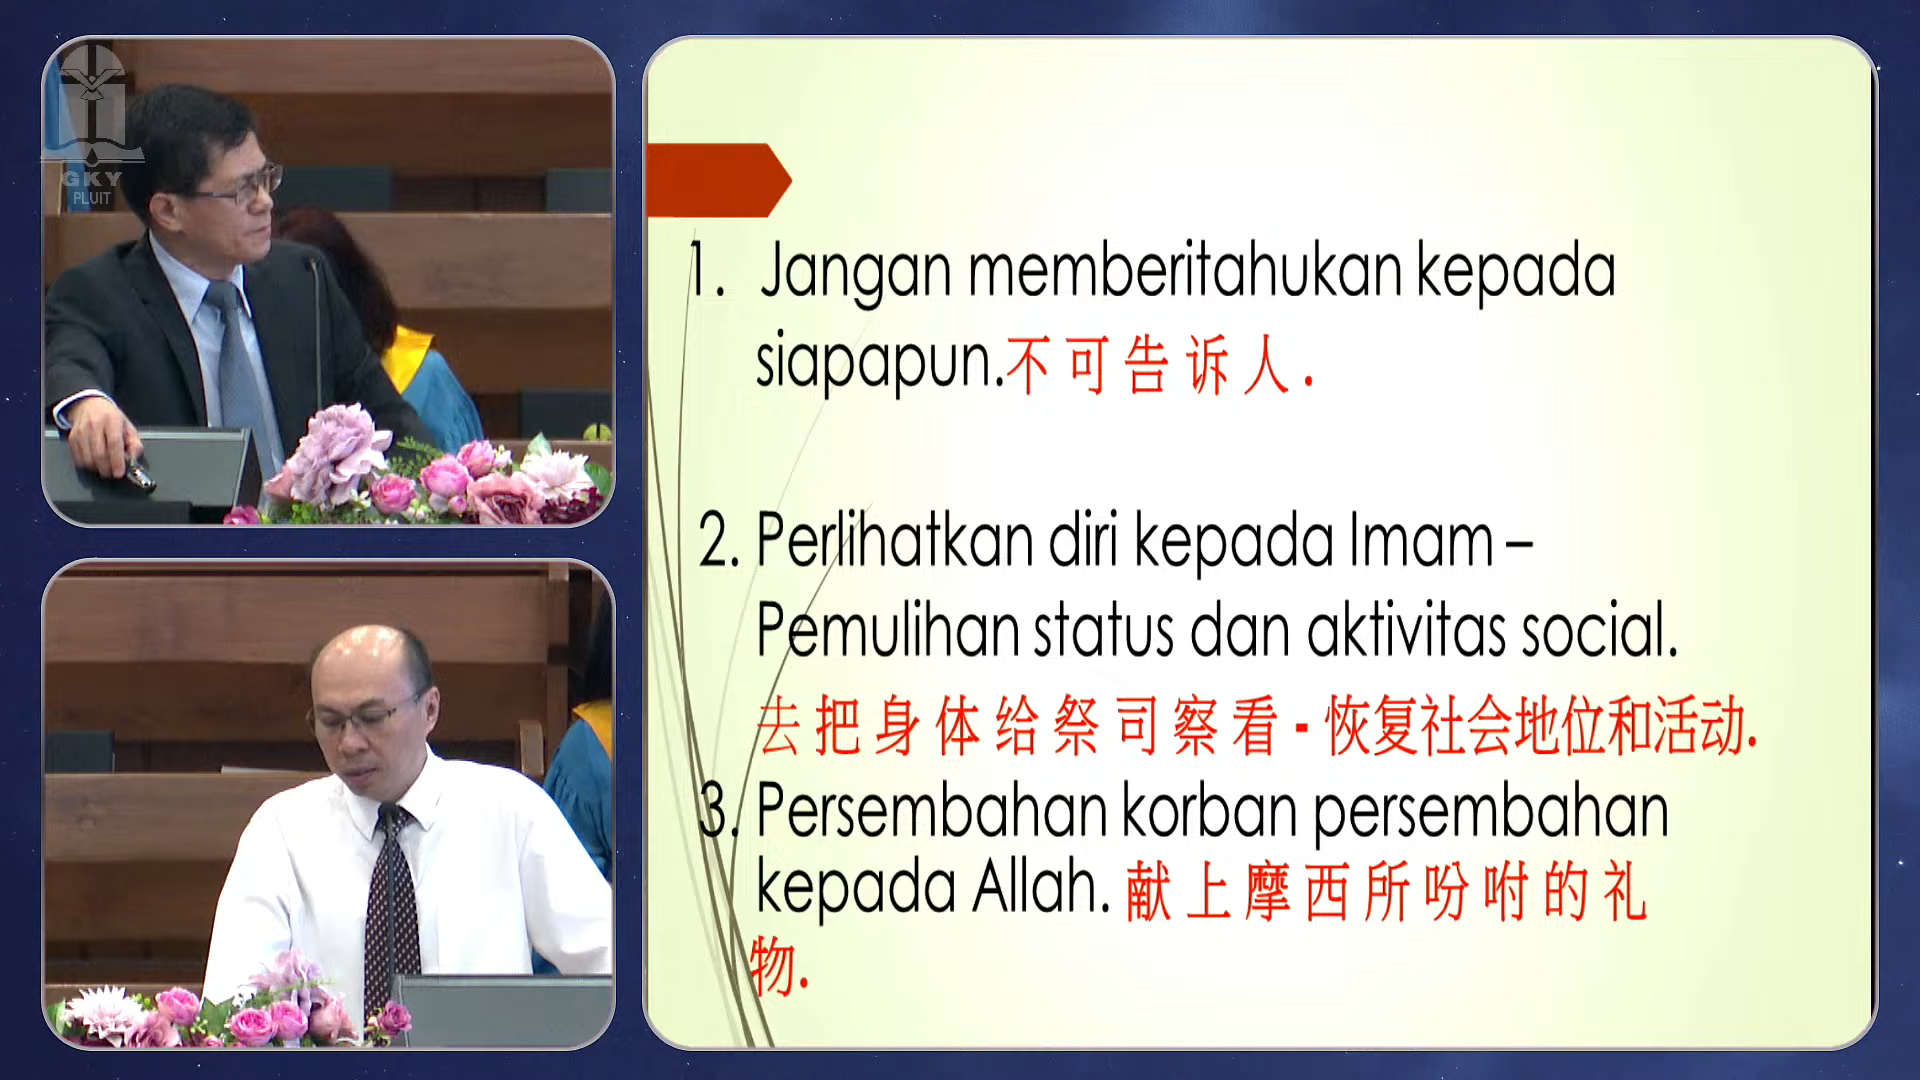 GKY
PLUIT
1. Jangan memberitahukan kepada
siapapun.不可告诉人.
2. Perlihatkan diri kepada Imam –
Pemulihan status dan aktivitas social.
去把身体给祭司察看-恢复社会地位和活动.
3. Persembahan korban persembahan
kepada Allah. 献上摩西所吩咐的礼
物.